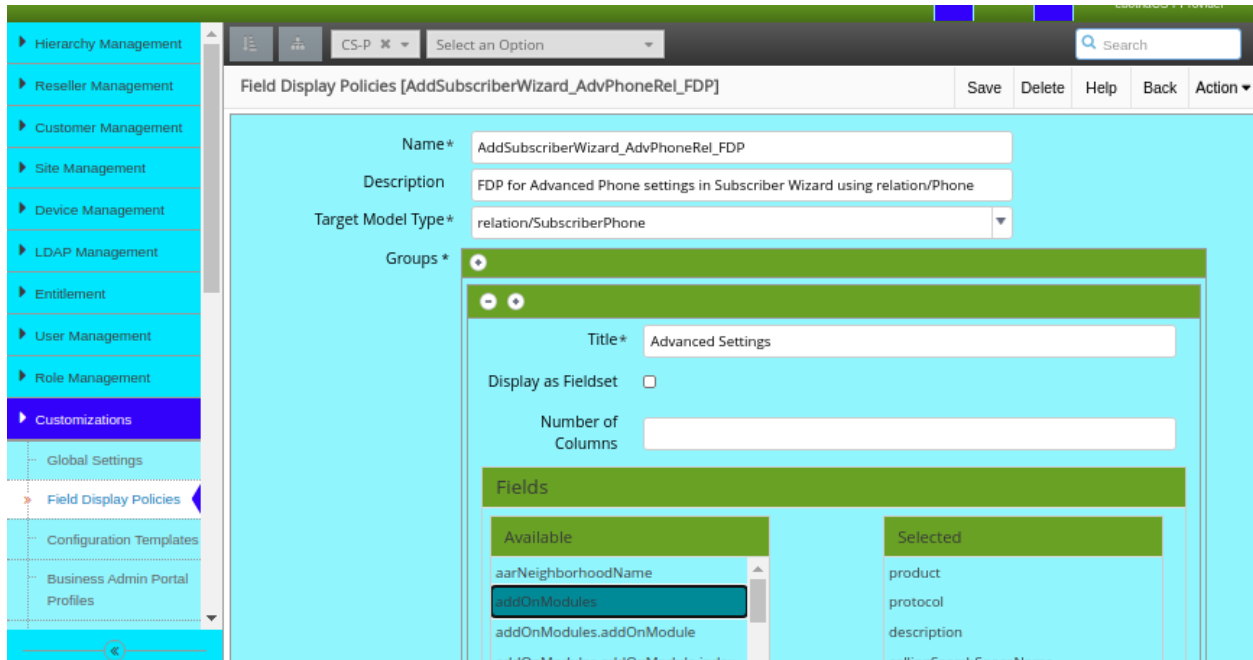 Provider
Hierarchy Management
Reseller Management
Customer Management
Site Management
Device Management
LDAP Management
Entitlement
User Management
Role Management
Customizations
Global Settings
Field Display Policies
Configuration Templates
Business Admin Portal
Profiles
CS-P
Select an Option
Search
Field Display Policies [AddSubscriberWizard_AdvPhoneRel_FDP]
Save Delete Help Back Action
Name*
AddSubscriberWizard_AdvPhoneRel_FDP
Description
FDP for Advanced Phone settings in Subscriber Wizard using relation/Phone
Target Model Type*
relation/SubscriberPhone
Groups *
Title*
Advanced Settings
Display as Fieldset
Number of
Columns
Fields
Available
aarNeighborhoodName
addOnModules
addOnModules.addOnModule
Selected
product
protocol
description